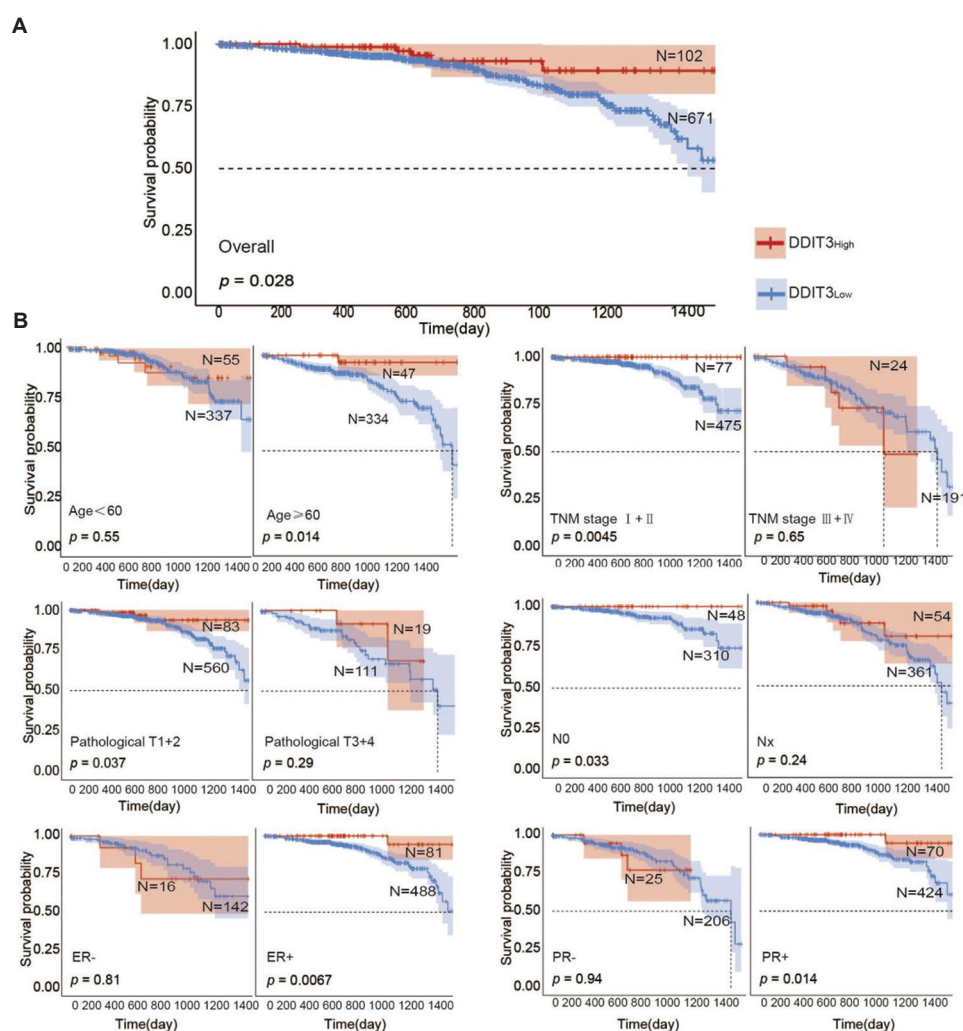 A
Survival probability
1.00
0.75
0.50
0.25
0.00
N=102
N=671
Overall
p = 0.028
0 200 400 600 800 100 1200 1400
Time(day)
DDIT3High
DDIT3Low
B
Survival probability
1.00
0.75
0.50
0.25
0.00
N=55
N=337
Age<60
p = 0.55
0 200 400 600 800 1000 1200 1400
Time(day)
N=47
N=334
Age≥60
p = 0.014
0 200 400 600 800 1000 1200 1400
Time(day)
Survival probability
1.00
0.75
0.50
0.25
0.00
N=77
N=475
TNM stage Ⅰ+Ⅱ
p = 0.0045
0 200 400 600 800 1000 1200 1400
Time(day)
N=24
N=191
TNM stage Ⅲ+Ⅳ
p = 0.65
0 200 400 600 800 1000 1200 1400
Time(day)
Survival probability
1.00
0.75
0.50
0.25
0.00
N=83
N=560
Pathological T1+2
p = 0.037
0 200 400 600 800 1000 1200 1400
Time(day)
N=19
N=111
Pathological T3+4
p = 0.29
0 200 400 600 800 1000 1200 1400
Time(day)
Survival probability
1.00
0.75
0.50
0.25
0.00
N=48
N=310
N0
p = 0.033
0 200 400 600 800 1000 1200 1400
Time(day)
N=54
N=361
Nx
p = 0.24
0 200 400 600 800 1000 1200 1400
Time(day)
Survival probability
1.00
0.75
0.50
0.25
0.00
N=16
N=142
ER-
p = 0.81
0 200 400 600 800 1000 1200 1400
Time(day)
N=81
N=488
ER+
p = 0.0067
0 200 400 600 800 1000 1200 1400
Time(day)
Survival probability
1.00
0.75
0.50
0.25
0.00
N=25
N=206
PR-
p = 0.94
0 200 400 600 800 1000 1200 1400
Time(day)
N=70
N=424
PR+
p = 0.014
0 200 400 600 800 1000 1200 1400
Time(day)